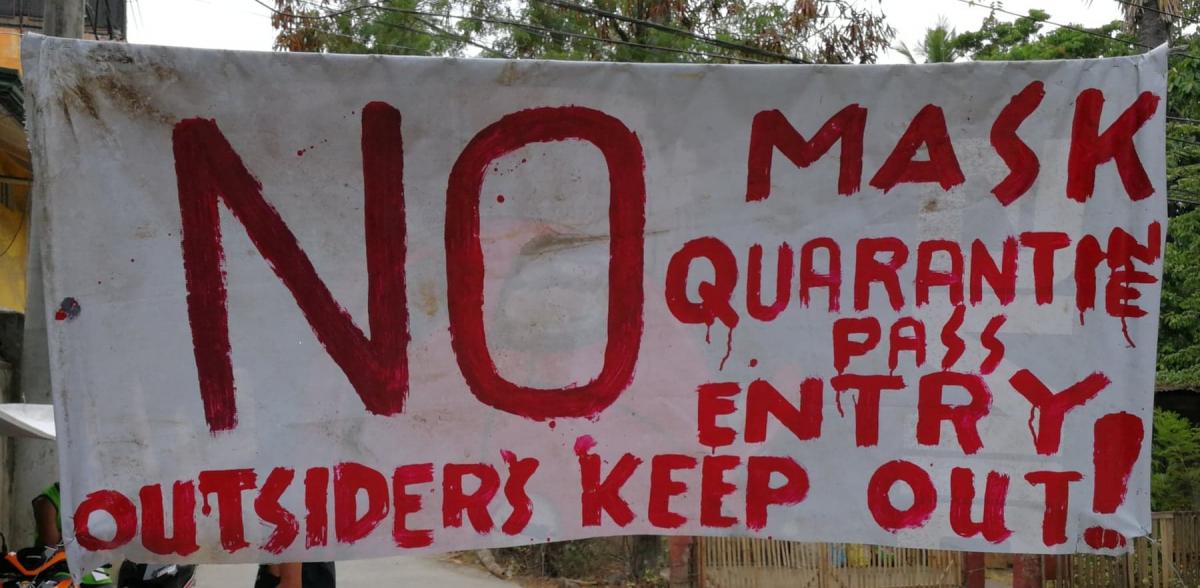 NO MASK
QUARANTINE
PASS
ENTRY!
OUTSIDERS KEEP OUT!